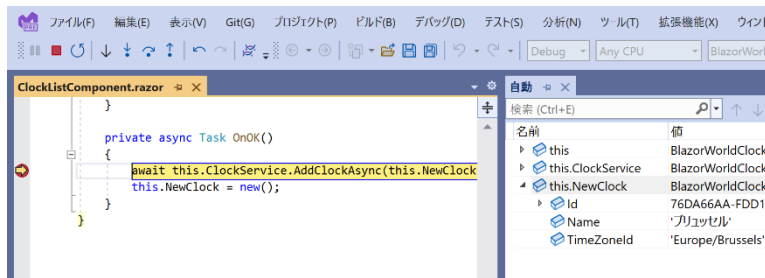 ファイル(F) 編集(E) 表示(V) Git(G) プロジェクト(P) ビルド(B) デバッグ(D) テスト(S) 分析(N) ツール(T) 拡張機能(X) ウィン
Debug Any CPU BlazorWorl
ClockListComponent.razor
}
private async Task OnOK()
{
await this.ClockService.AddClockAsync(this.NewClock
this.NewClock = new();
}
}
自動
検索 (Ctrl+E)
名前 値
this BlazorWorldClock
this.ClockService BlazorWorldClock
this.NewClock BlazorWorldClock
Id 76DA66AA-FDD1
Name 'ブリュッセル'
TimeZoneId 'Europe/Brussels'